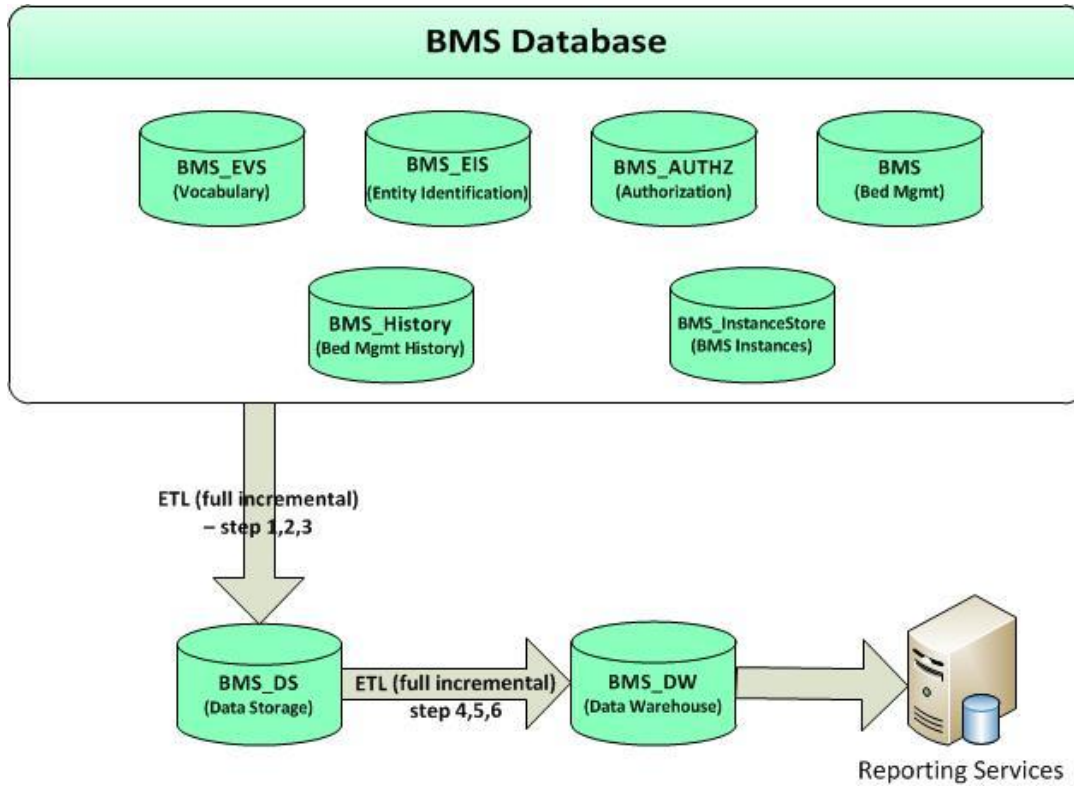 BMS Database
BMS_EVS
(Vocabulary)
BMS_EIS
(Entity Identification)
BMS_AUTHZ
(Authorization)
BMS
(Bed Mgmt)
BMS_History
(Bed Mgmt History)
BMS_InstanceStore
(BMS Instances)
ETL (full incremental)
– step 1,2,3
BMS_DS
(Data Storage)
ETL (full incremental)
step 4,5,6
BMS_DW
(Data Warehouse)
Reporting Services